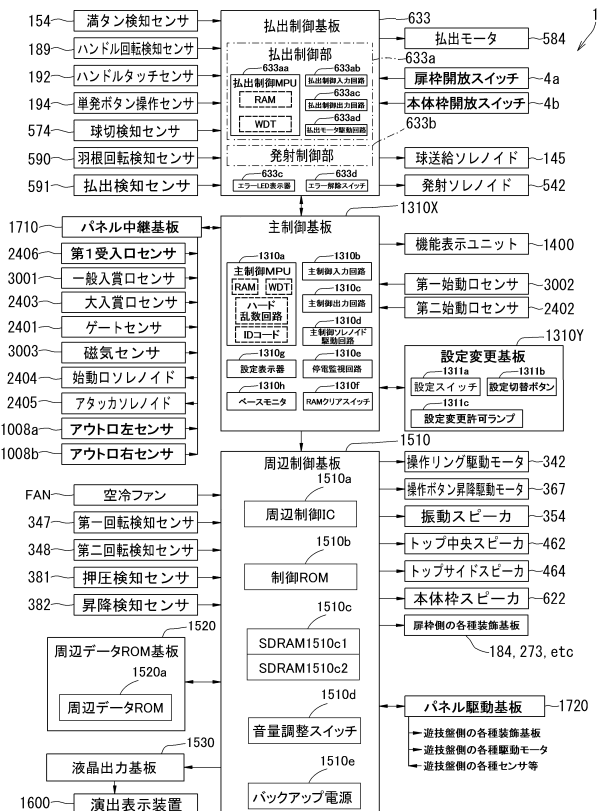 1
154 満タン検知センサ
189 ハンドル回転検知センサ
192 ハンドルタッチセンサ
194 単発ボタン操作センサ
574 球切検知センサ
590 羽根回転検知センサ
591 払出検知センサ
払出制御基板 633
払出制御部 633a
633aa
払出制御MPU
RAM
WDT
633ab
払出制御入力回路
633ac
払出制御出力回路
633ad
払出モータ駆動回路
発射制御部 633b
633c
エラーLED表示器
633d
エラー解除スイッチ
払出モータ 584
扉枠開放スイッチ 4a
本体枠開放スイッチ 4b
球送給ソレノイド 145
発射ソレノイド 542
1710 パネル中継基板
2406 第1受入口センサ
3001 一般入賞口センサ
2403 大入賞口センサ
2401 ゲートセンサ
3003 磁気センサ
2404 始動口ソレノイド
2405 アタッカソレノイド
1008a アウト口左センサ
1008b アウト口右センサ
主制御基板 1310X
1310a
主制御MPU
RAM WDT
ハード
乱数回路
IDコード
1310b
主制御入力回路
1310c
主制御出力回路
1310d
主制御ソレノイド
駆動回路
1310g
設定表示器
1310e
停電監視回路
1310h
ベースモニタ
1310f
RAMクリアスイッチ
機能表示ユニット 1400
第一始動口センサ 3002
第二始動口センサ 2402
1310Y
設定変更基板
1311a
設定スイッチ
1311b
設定切替ボタン
1311c
設定変更許可ランプ
FAN 空冷ファン
347 第一回転検知センサ
348 第二回転検知センサ
381 押圧検知センサ
382 昇降検知センサ
1520
周辺データROM基板
1520a
周辺データROM
1530
液晶出力基板
1600 演出表示装置
1510
周辺制御基板
1510a
周辺制御IC
1510b
制御ROM
1510c
SDRAM1510c1
SDRAM1510c2
1510d
音量調整スイッチ
1510e
バックアップ電源
操作リング駆動モータ 342
操作ボタン昇降駆動モータ 367
振動スピーカ 354
トップ中央スピーカ 462
トップサイドスピーカ 464
本体枠スピーカ 622
扉枠側の各種装飾基板
184, 273, etc
パネル駆動基板 1720
遊技盤側の各種装飾基板
遊技盤側の各種駆動モータ
遊技盤側の各種センサ等